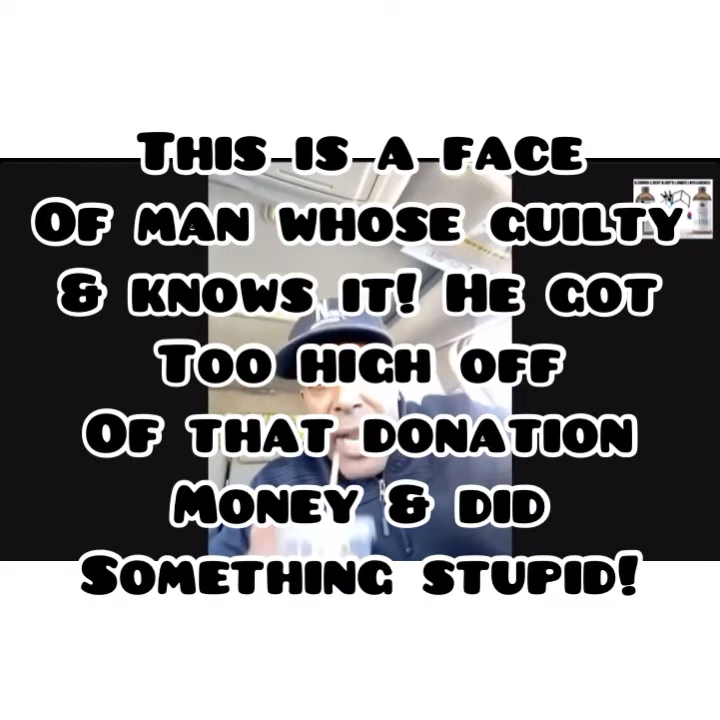 This is a face
Of man whose guilty
& knows it! He got
Too high off
Of that donation
Money & did
Something stupid!